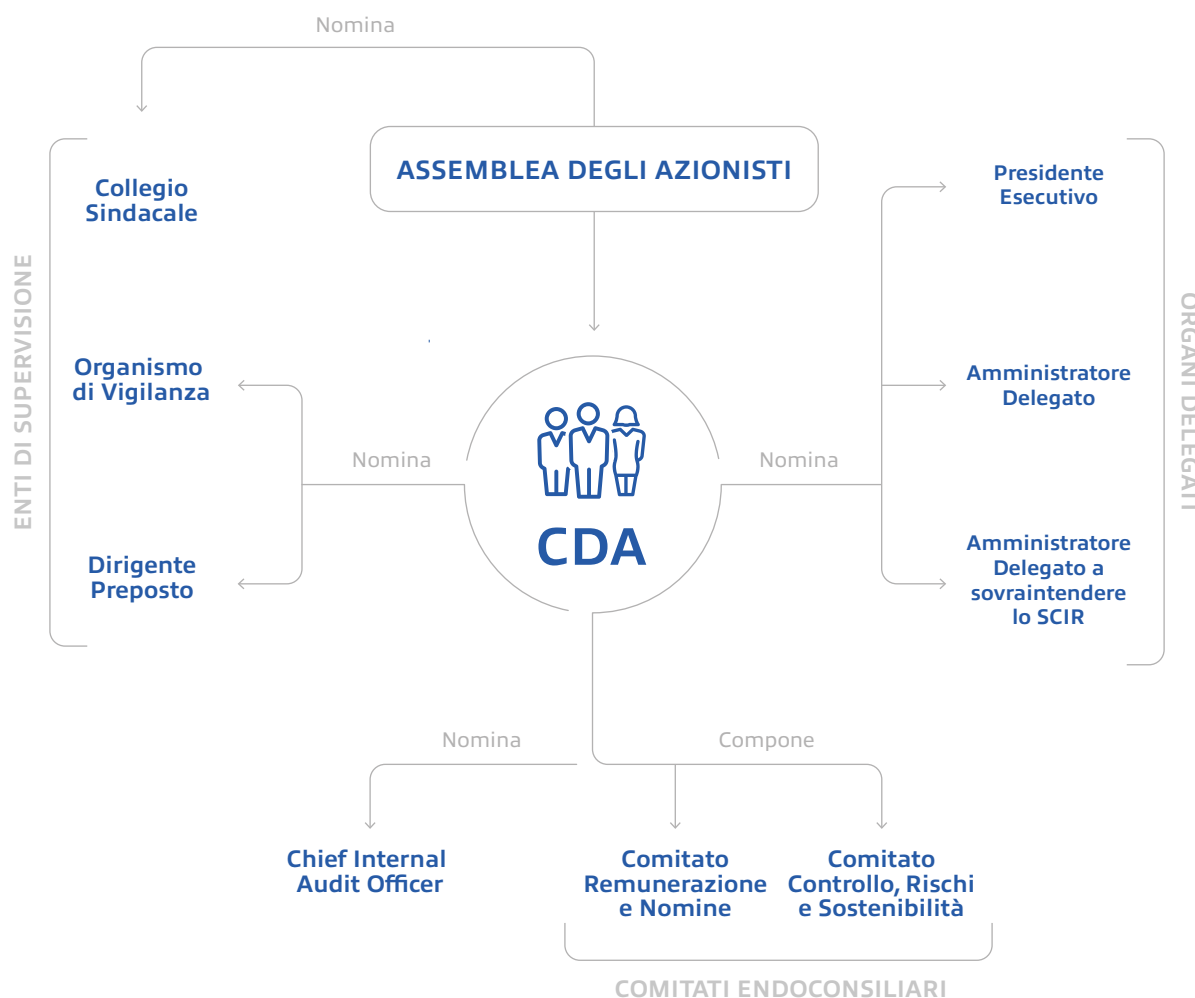 Nomina
ASSEMBLEA DEGLI AZIONISTI
Collegio
Sindacale
Presidente
Esecutivo
ENTI DI SUPERVISIONE
ORGANI DELEGATI
Organismo
di Vigilanza
Amministratore
Delegato
Nomina
Nomina
CDA
Dirigente
Preposto
Amministratore
Delegato a
sovraintendere
lo SCIR
Nomina
Compone
Chief Internal
Audit Officer
Comitato
Remunerazione
e Nomine
Comitato
Controllo, Rischi
e Sostenibilità
COMITATI ENDOCONSILIARI